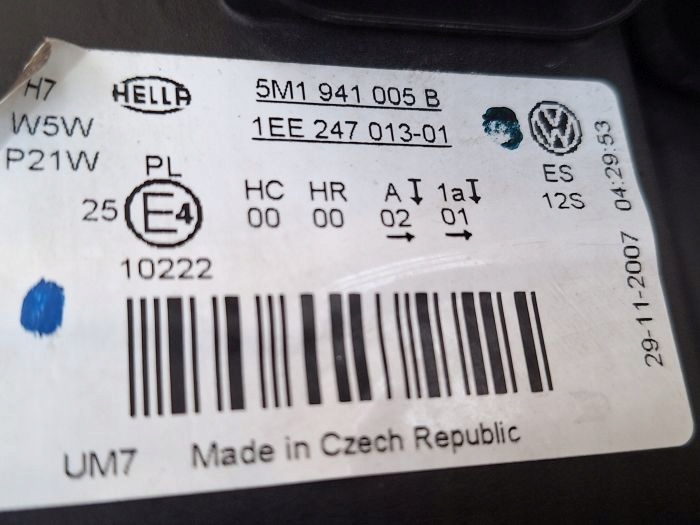 H7
W5W
P21W
HELLA
5M1 941 005 B
1EE 247 013-01
VW
ES
12S
PL
25 E4
10222
HC HR A 1a
00 00 02 01
→ →
29-11-2007 04:29:53
UM7 Made in Czech Republic